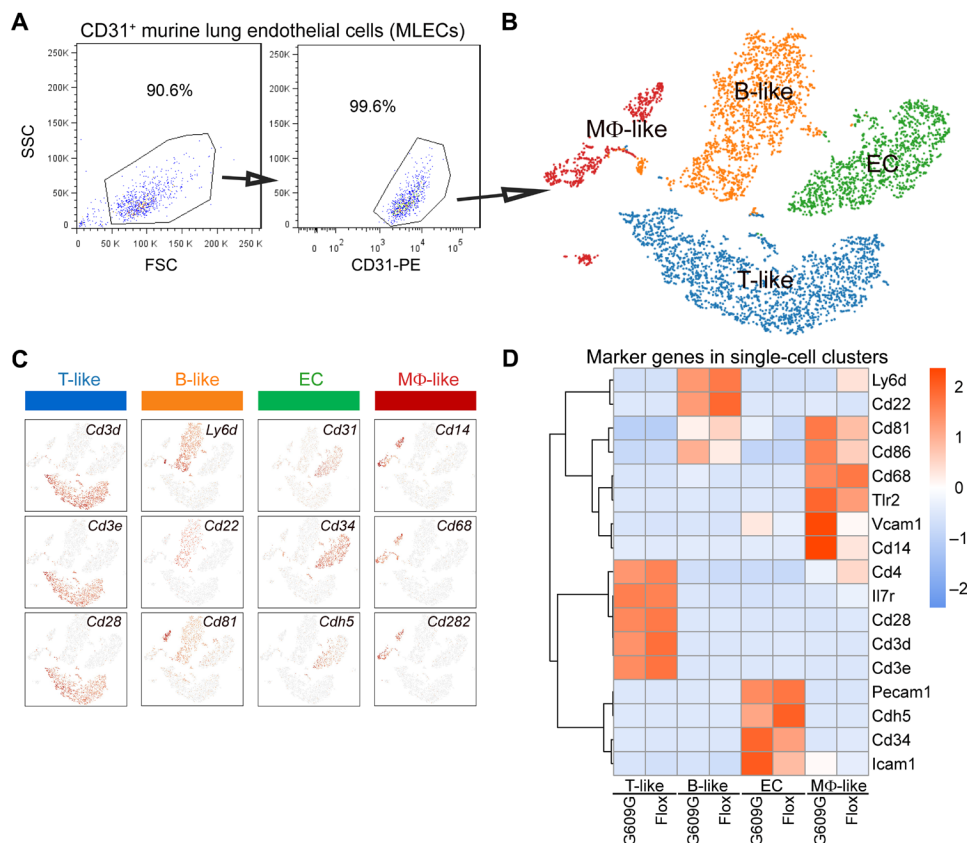 A
CD31⁺ murine lung endothelial cells (MLECs)
250K
200K
150K
100K
50K
0
SSC
90.6%
0 50 K 100 K 150 K 200 K 250 K
FSC
250K
200K
150K
100K
50K
0
99.6%
0 10² 10³ 10⁴ 10⁵
CD31-PE
B
B-like
MΦ-like
EC
T-like
C
T-like B-like EC MΦ-like
Cd3d Ly6d Cd31 Cd14
Cd3e Cd22 Cd34 Cd68
Cd28 Cd81 Cdh5 Cd282
D
Marker genes in single-cell clusters
Ly6d
Cd22
Cd81
Cd86
Cd68
Tlr2
Vcam1
Cd14
Cd4
Il7r
Cd28
Cd3d
Cd3e
Pecam1
Cdh5
Cd34
Icam1
2
1
0
−1
−2
T-like B-like EC MΦ-like
G609G Flox G609G Flox G609G Flox G609G Flox